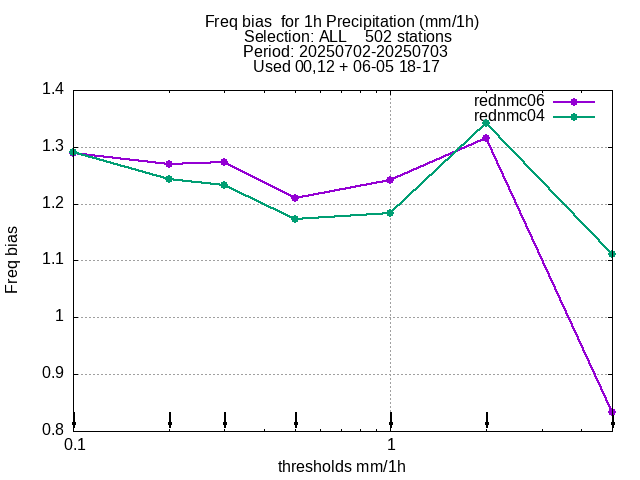 Freq bias  for 1h Precipitation (mm/1h)
Selection: ALL    502 stations
Period: 20250702-20250703
Used 00,12 + 06-05 18-17
rednmc06
rednmc04
1.4
1.3
1.2
1.1
1
0.9
0.8
Freq bias
0.1
1
thresholds mm/1h